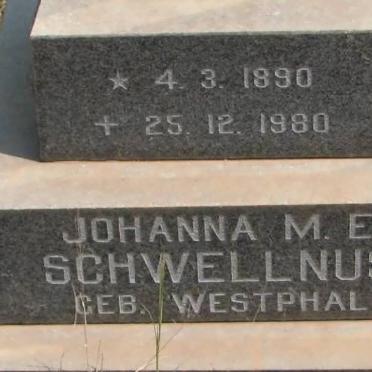 * 4. 3. 1890
+ 25. 12. 1980
JOHANNA M. E
SCHWELLNUS
GEB. WESTPHAL